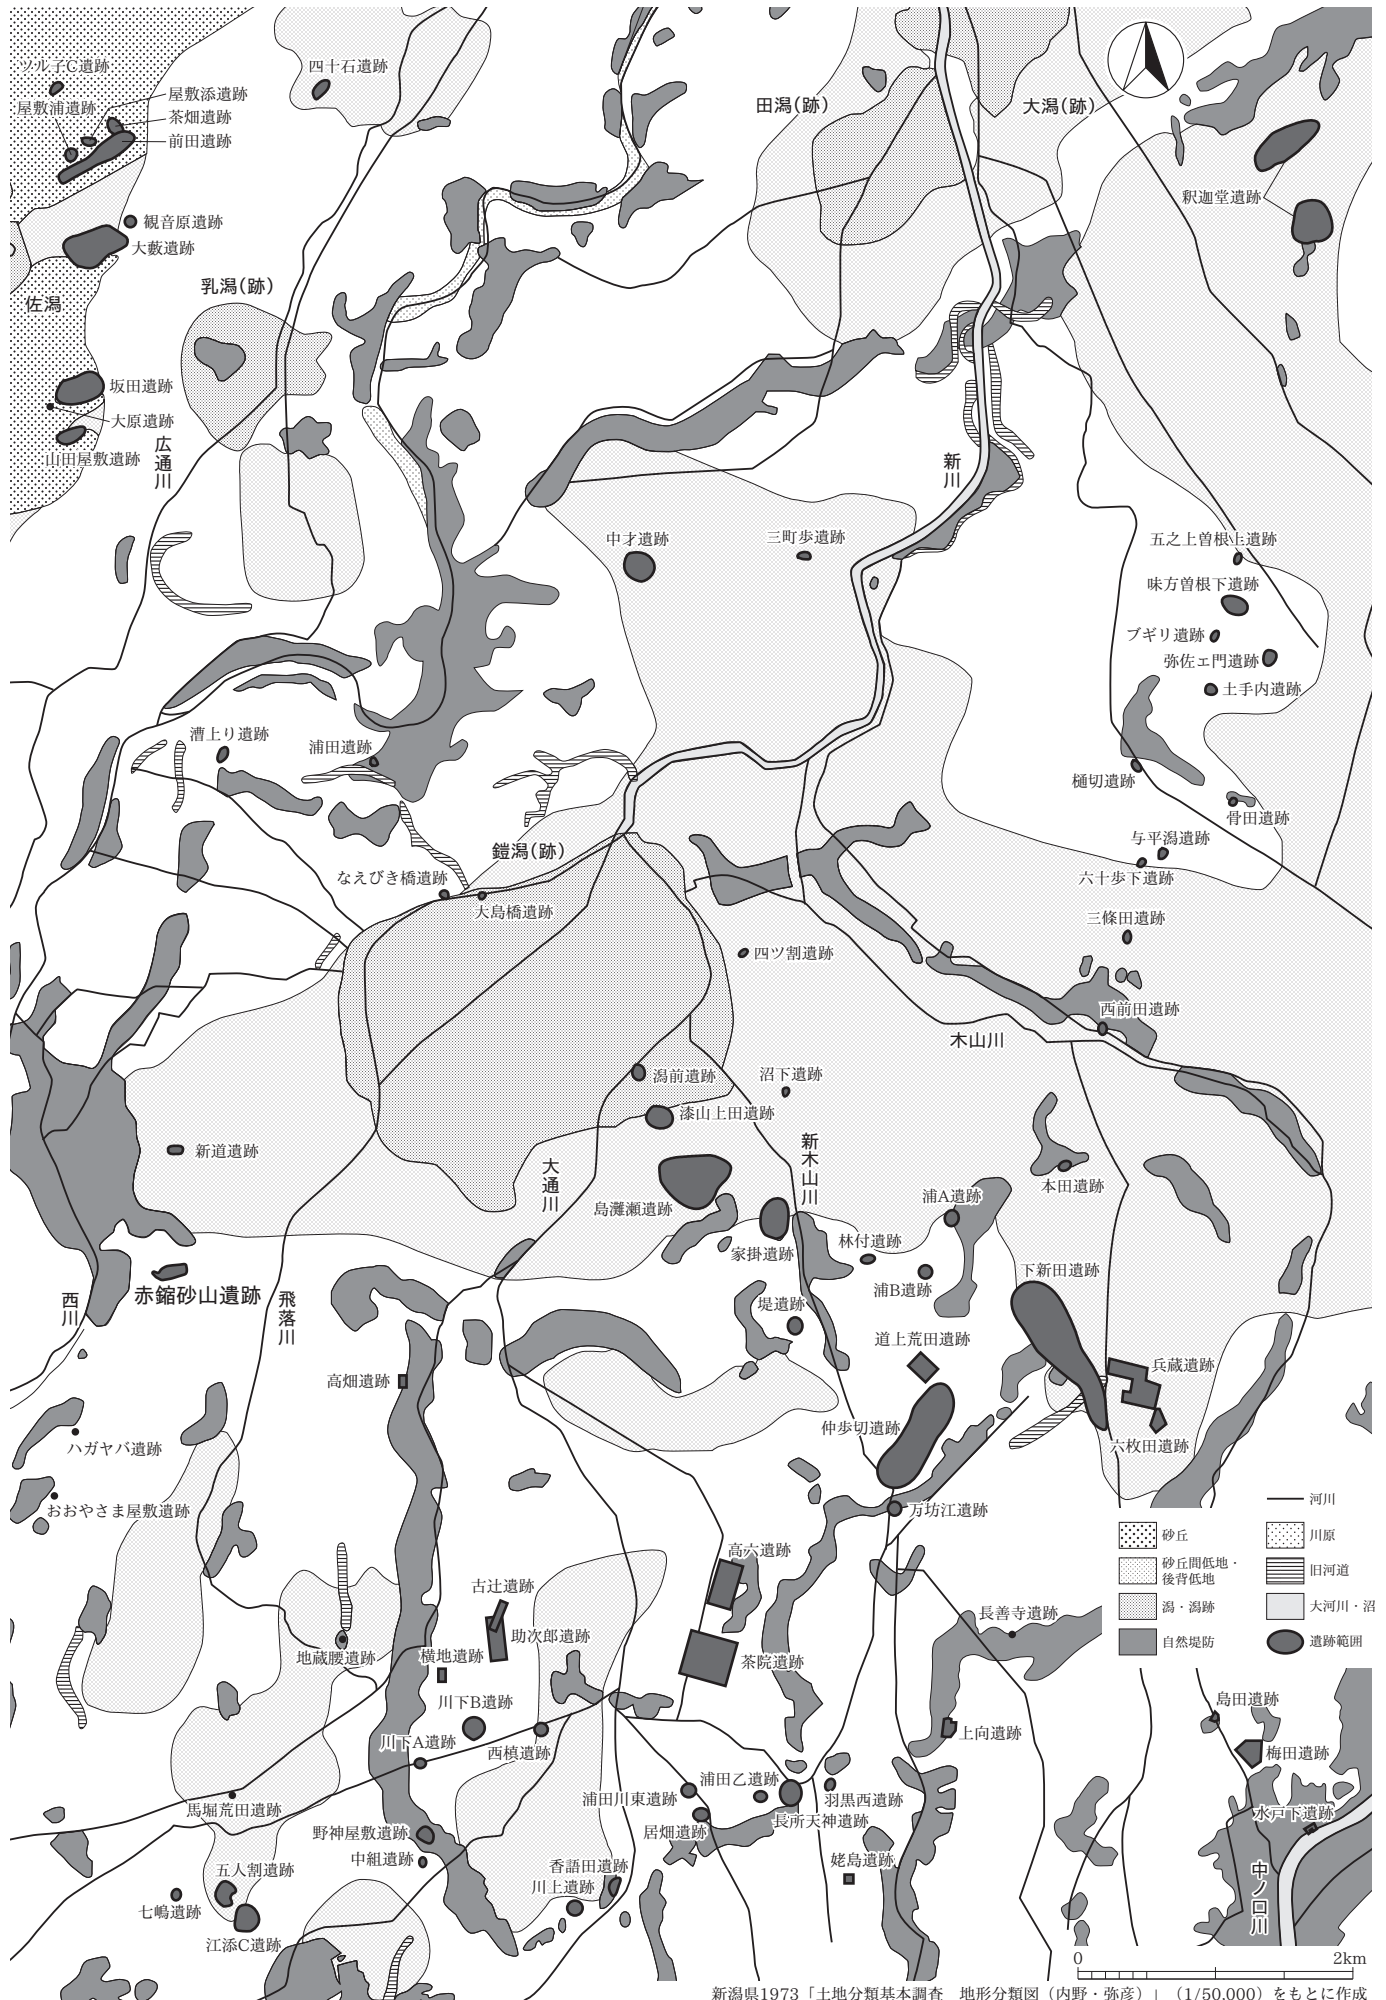 ツル子C遺跡
四十石遺跡
屋敷浦遺跡
屋敷添遺跡
茶畑遺跡
前田遺跡
田潟（跡）
大潟（跡）
釈迦堂遺跡
観音原遺跡
大藪遺跡
乳潟（跡）
佐潟
坂田遺跡
大原遺跡
山田屋敷遺跡
広通川
新川
中才遺跡
三町歩遺跡
五之上曽根上遺跡
味方曽根下遺跡
ブギリ遺跡
弥佐エ門遺跡
土手内遺跡
漕上り遺跡
浦田遺跡
樋切遺跡
骨田遺跡
与平潟遺跡
六十歩下遺跡
鎧潟（跡）
なえびき橋遺跡
大島橋遺跡
三條田遺跡
四ツ割遺跡
西前田遺跡
木山川
潟前遺跡
沼下遺跡
漆山上田遺跡
新道遺跡
新木山川
大通川
本田遺跡
島灘瀬遺跡
浦A遺跡
家掛遺跡
林付遺跡
浦B遺跡
下新田遺跡
赤鏥砂山遺跡
西川
飛落川
堤遺跡
道上荒田遺跡
兵蔵遺跡
高畑遺跡
仲歩切遺跡
六枚田遺跡
ハガヤバ遺跡
おおやさま屋敷遺跡
万坊江遺跡
河川
砂丘
川原
砂丘間低地・
後背低地
旧河道
潟・潟跡
大河川・沼
自然堤防
遺跡範囲
高六遺跡
古辻遺跡
助次郎遺跡
長善寺遺跡
地蔵腰遺跡
横地遺跡
茶院遺跡
川下B遺跡
島田遺跡
川下A遺跡
西槙遺跡
上向遺跡
梅田遺跡
浦田乙遺跡
浦田川東遺跡
羽黒西遺跡
馬堀荒田遺跡
長所天神遺跡
水戸下遺跡
野神屋敷遺跡
居畑遺跡
中組遺跡
姥島遺跡
五人割遺跡
香語田遺跡
川上遺跡
七嶋遺跡
江添C遺跡
中ノ口川
0 2km
新潟県1973「土地分類基本調査　地形分類図（内野・弥彦）」（1/50,000）をもとに作成